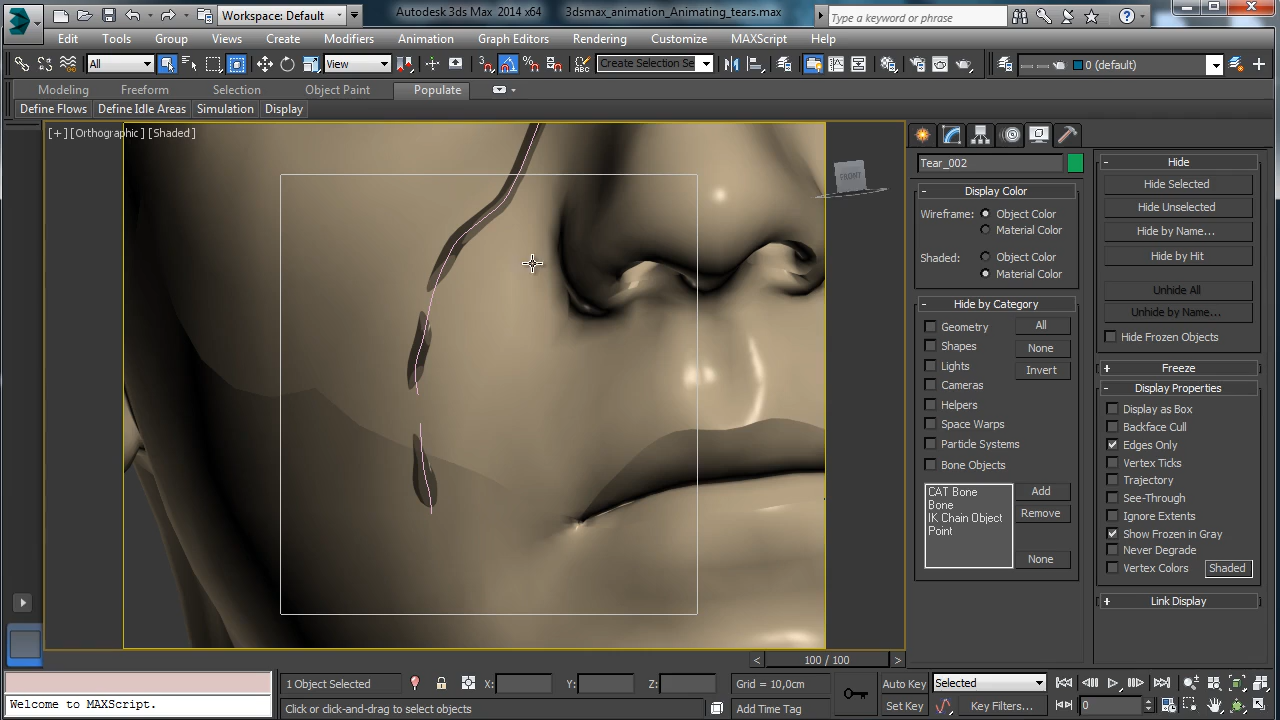 Workspace: Default
Autodesk 3ds Max 2014 x64
3dsmax_animation_Animating_tears.max
Type a keyword or phrase
Edit Tools Group Views Create Modifiers Animation Graph Editors Rendering Customize MAXScript Help
All
View
Create Selection Se
0 (default)
Modeling Freeform Selection Object Paint Populate
Define Flows Define Idle Areas Simulation Display
[+] [Orthographic] [Shaded]
FRONT
Tear_002
Display Color
Wireframe: Object Color
Material Color
Shaded: Object Color
Material Color
Hide by Category
Geometry
Shapes
Lights
Cameras
Helpers
Space Warps
Particle Systems
Bone Objects
All
None
Invert
CAT Bone
Bone
IK Chain Object
Point
Add
Remove
None
Hide
Hide Selected
Hide Unselected
Hide by Name...
Hide by Hit
Unhide All
Unhide by Name...
Hide Frozen Objects
Freeze
Display Properties
Display as Box
Backface Cull
Edges Only
Vertex Ticks
Trajectory
See-Through
Ignore Extents
Show Frozen in Gray
Never Degrade
Vertex Colors Shaded
Link Display
< 100 / 100 >
1 Object Selected X: Y: Z: Grid = 10,0cm Auto Key Selected
Welcome to MAXScript.
Click or click-and-drag to select objects Add Time Tag Set Key Key Filters... 0